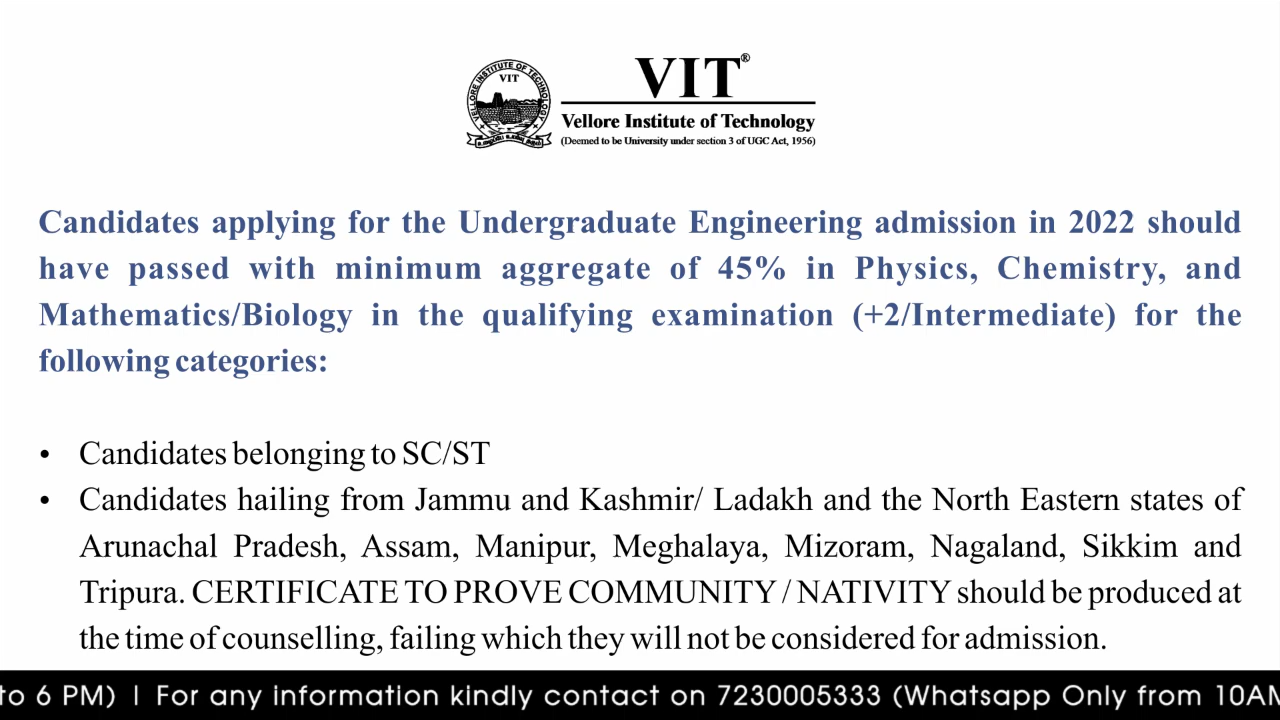 VELLORE INSTITUTE OF TECHNOLOGY
VIT
VIT®
Vellore Institute of Technology
(Deemed to be University under section 3 of UGC Act, 1956)
Candidates applying for the Undergraduate Engineering admission in 2022 should
have passed with minimum aggregate of 45% in Physics, Chemistry, and
Mathematics/Biology in the qualifying examination (+2/Intermediate) for the
following categories:
• Candidates belonging to SC/ST
• Candidates hailing from Jammu and Kashmir/ Ladakh and the North Eastern states of
Arunachal Pradesh, Assam, Manipur, Meghalaya, Mizoram, Nagaland, Sikkim and
Tripura. CERTIFICATE TO PROVE COMMUNITY / NATIVITY should be produced at
the time of counselling, failing which they will not be considered for admission.
to 6 PM) | For any information kindly contact on 7230005333 (Whatsapp Only from 10AM